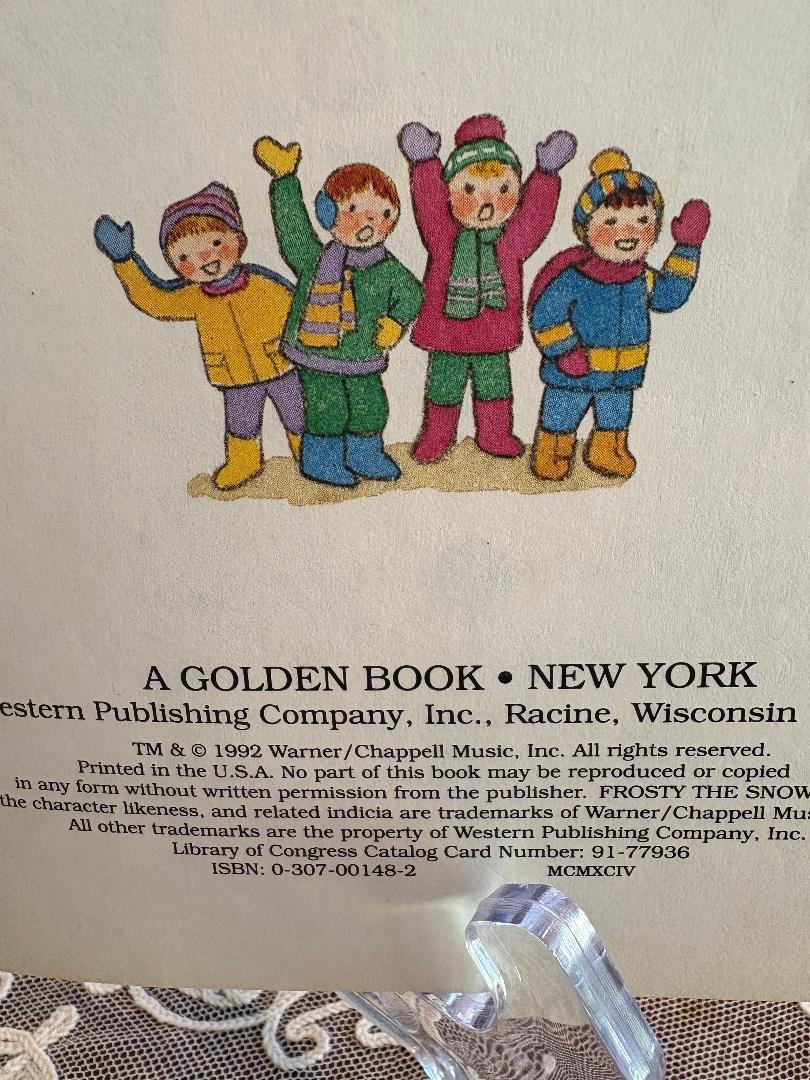 A GOLDEN BOOK • NEW YORK
estern Publishing Company, Inc., Racine, Wisconsin
TM & © 1992 Warner/Chappell Music, Inc. All rights reserved.
Printed in the U.S.A. No part of this book may be reproduced or copied
in any form without written permission from the publisher. FROSTY THE SNOW
the character likeness, and related indicia are trademarks of Warner/Chappell Mus
All other trademarks are the property of Western Publishing Company, Inc.
Library of Congress Catalog Card Number: 91-77936
ISBN: 0-307-00148-2 MCMXCIV